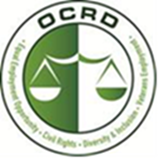 OCRD
• Equal Employment Opportunity • Civil Rights • Diversity & Inclusion • Veterans Employment •